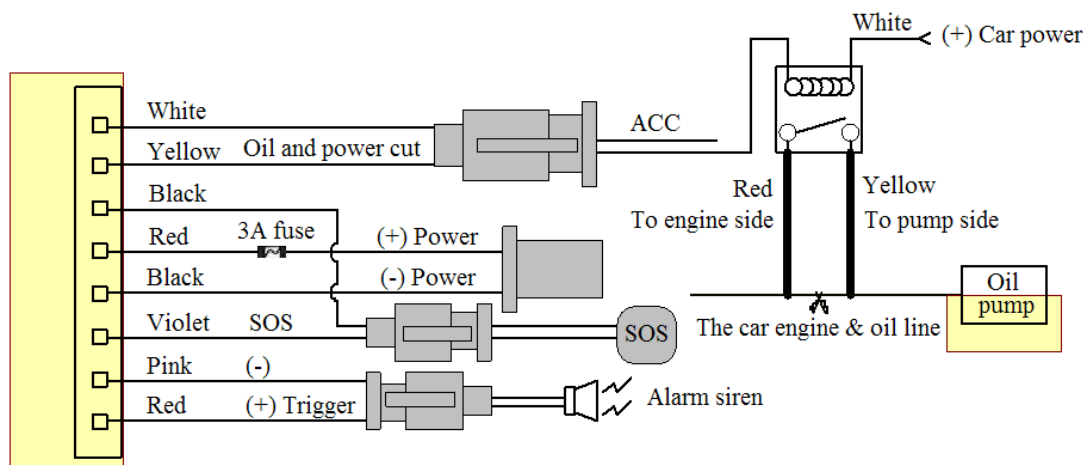 White
(+) Car power
White
ACC
Yellow
Oil and power cut
Black
Red
To engine side
Yellow
To pump side
Red
3A fuse
(+) Power
Black
(-) Power
Oil
pump
Violet
SOS
SOS
The car engine & oil line
Pink
(-)
Red
(+) Trigger
Alarm siren